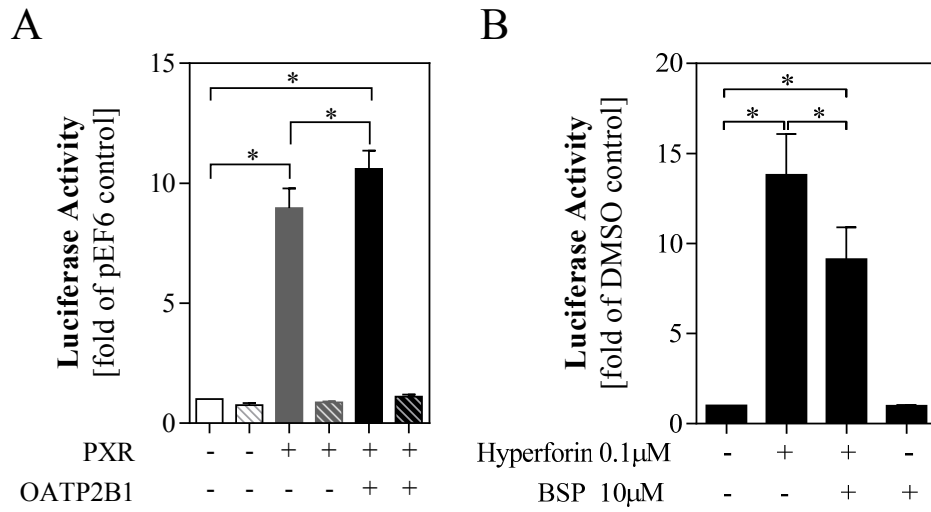 A
Luciferase Activity
[fold of pEF6 control]
15
10
5
0
*
*
*
PXR - - + + + +
OATP2B1 - - - - + +
B
Luciferase Activity
[fold of DMSO control]
20
15
10
5
0
*
*
*
Hyperforin 0.1μM - + + -
BSP 10μM - - + +